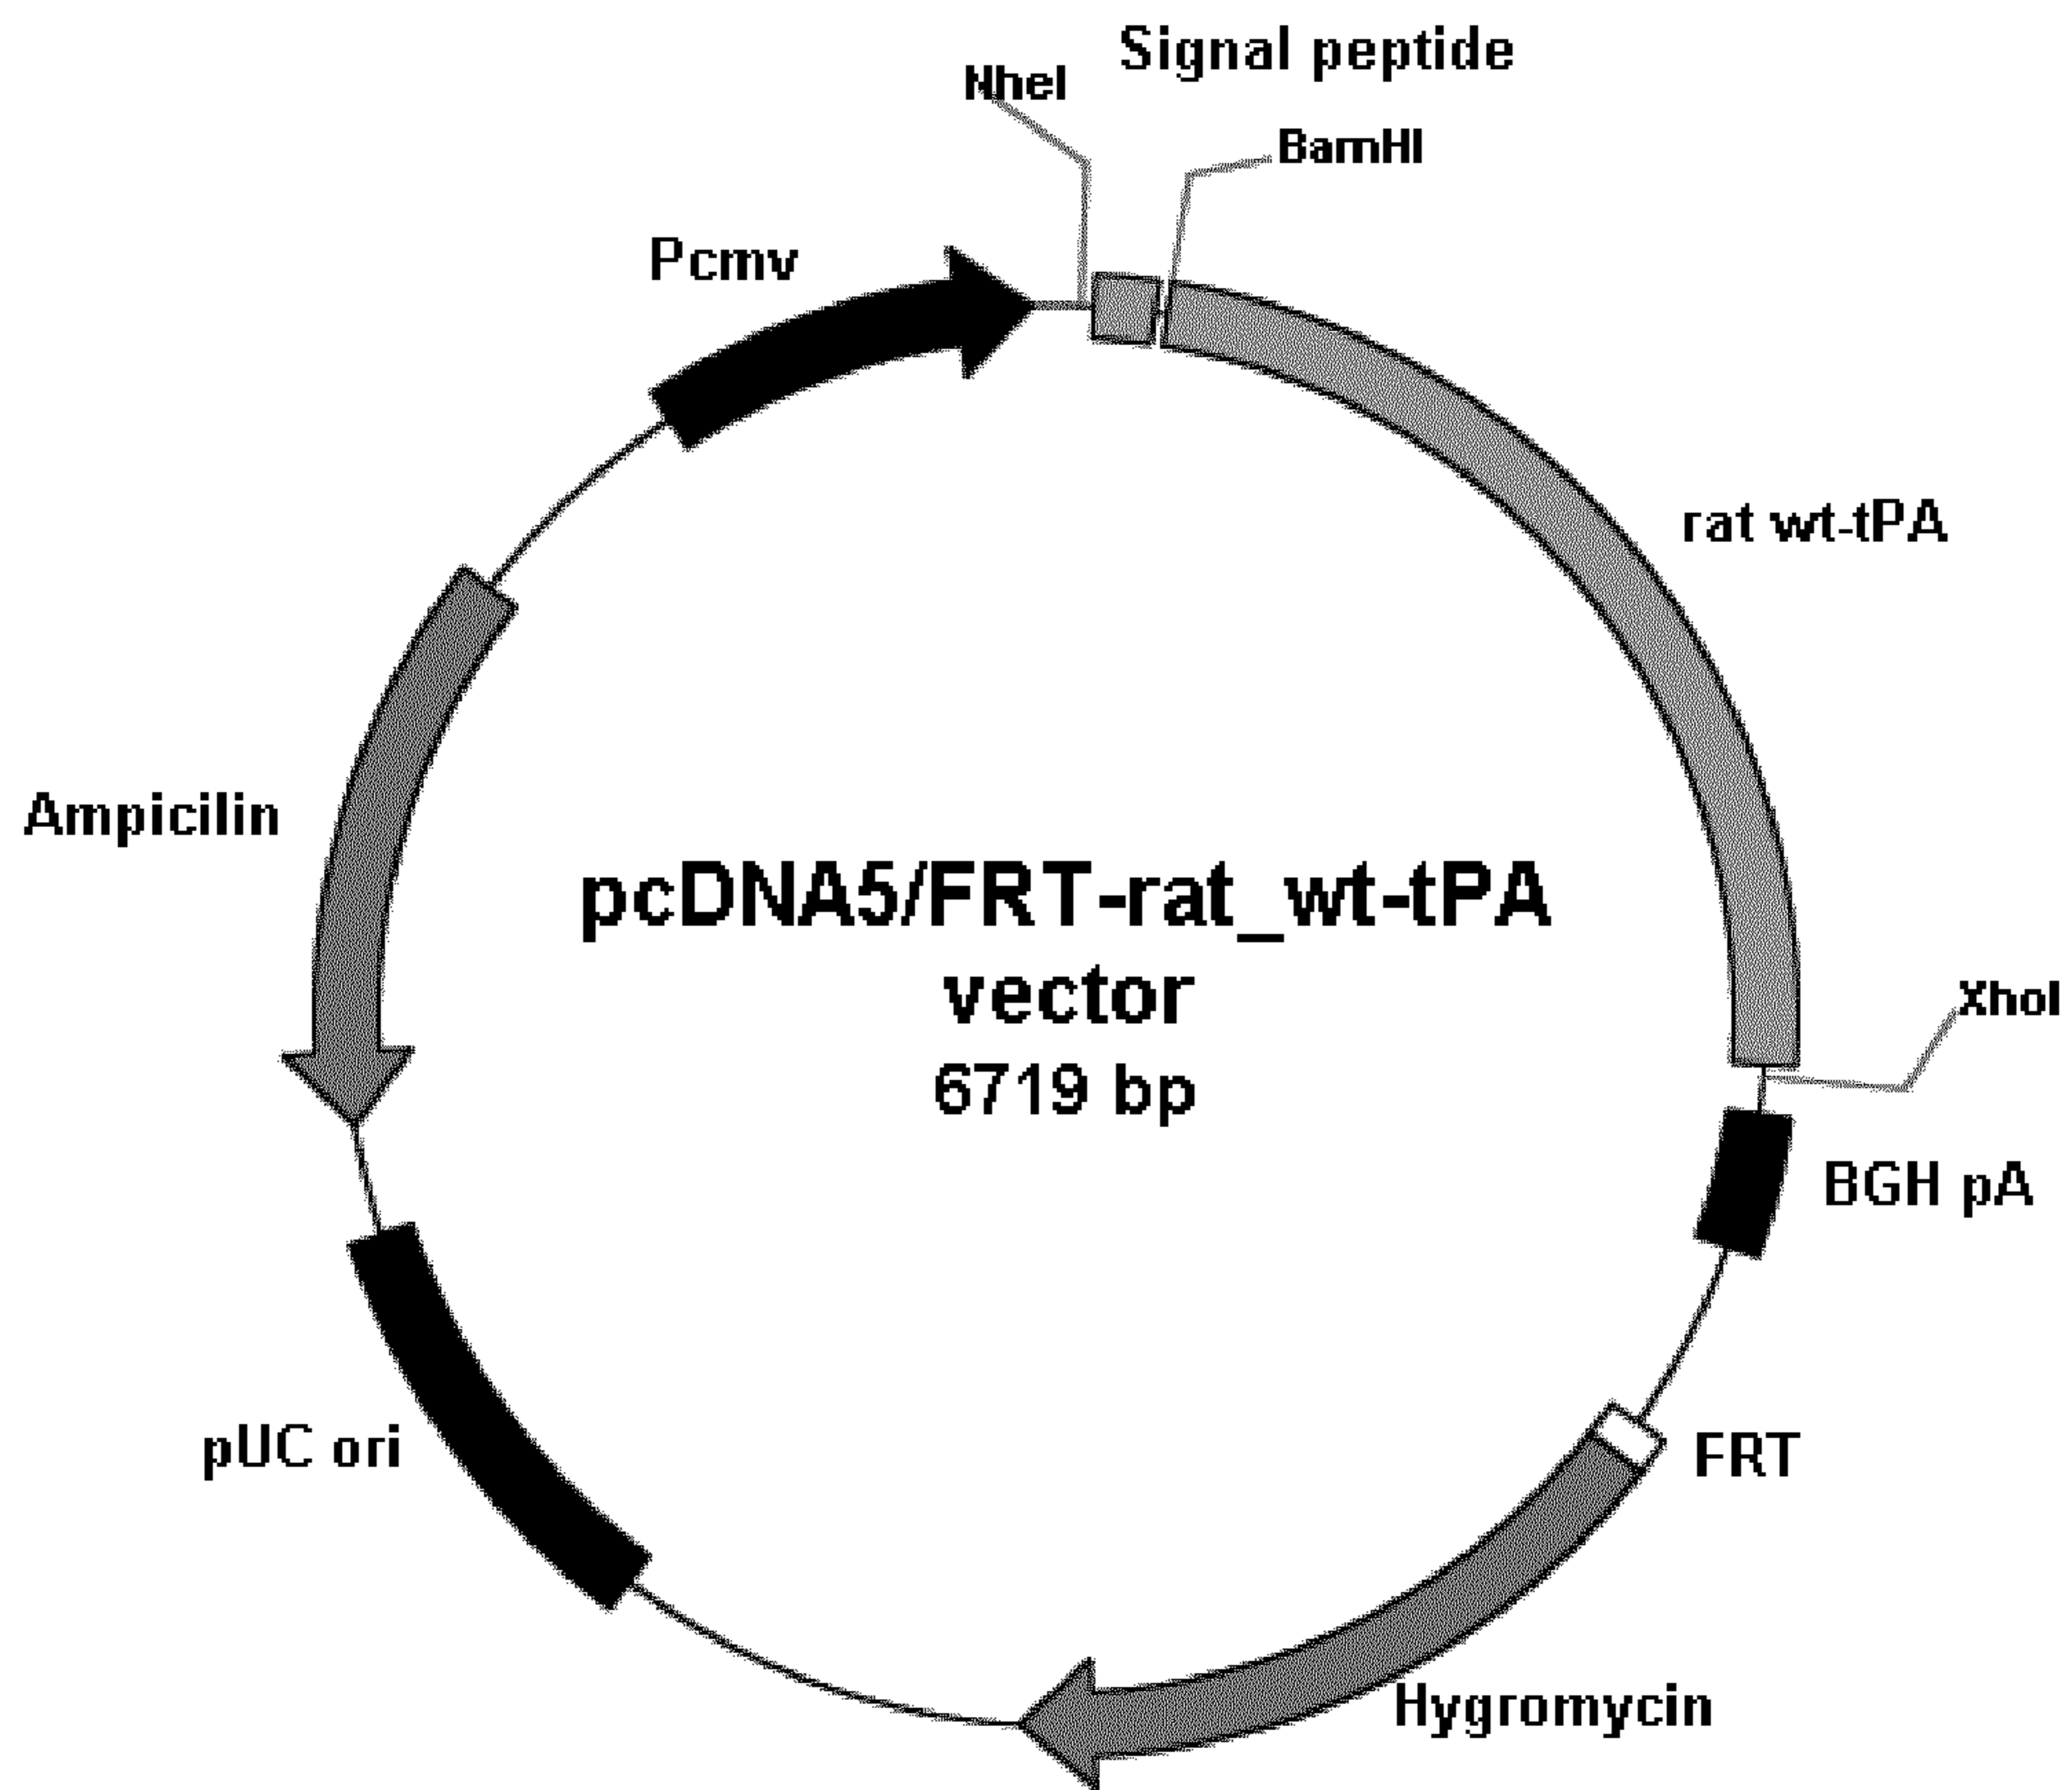 Signal peptide
NheI
BamHI
Pcmv
rat wt-tPA
Ampicilin
pcDNA5/FRT-rat_wt-tPA
vector
6719 bp
XhoI
BGH pA
pUC ori
FRT
Hygromycin